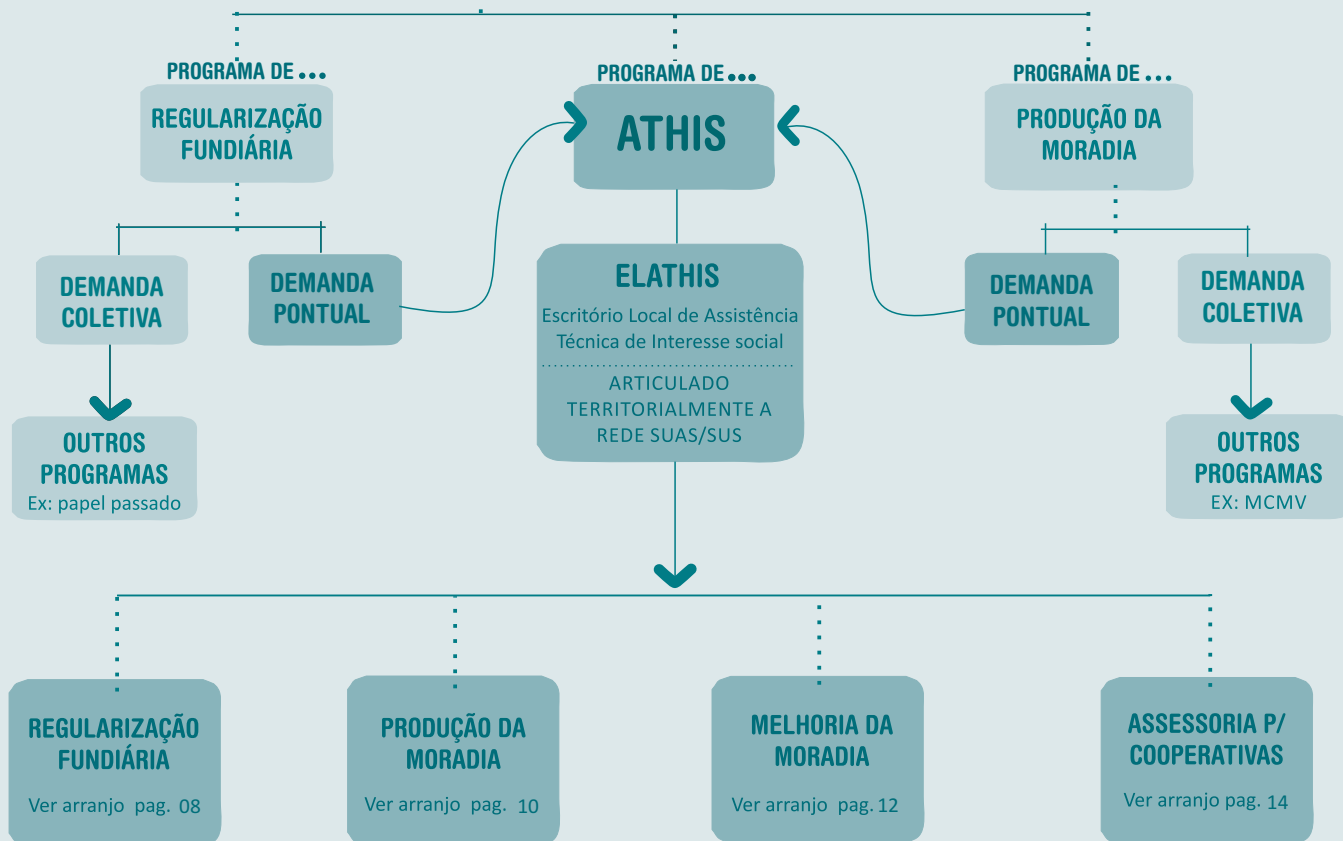 PROGRAMA DE...
REGULARIZAÇÃO
FUNDIÁRIA
PROGRAMA DE...
ATHIS
PROGRAMA DE ...
PRODUÇÃO DA
MORADIA
DEMANDA
COLETIVA
DEMANDA
PONTUAL
ELATHIS
Escritório Local de Assistência
Técnica de Interesse social
ARTICULADO
TERRITORIALMENTE A
REDE SUAS/SUS
DEMANDA
PONTUAL
DEMANDA
COLETIVA
OUTROS
PROGRAMAS
Ex: papel passado
OUTROS
PROGRAMAS
EX: MCMV
REGULARIZAÇÃO
FUNDIÁRIA
Ver arranjo pag. 08
PRODUÇÃO DA
MORADIA
Ver arranjo pag. 10
MELHORIA DA
MORADIA
Ver arranjo pag. 12
ASSESSORIA P/
COOPERATIVAS
Ver arranjo pag. 14